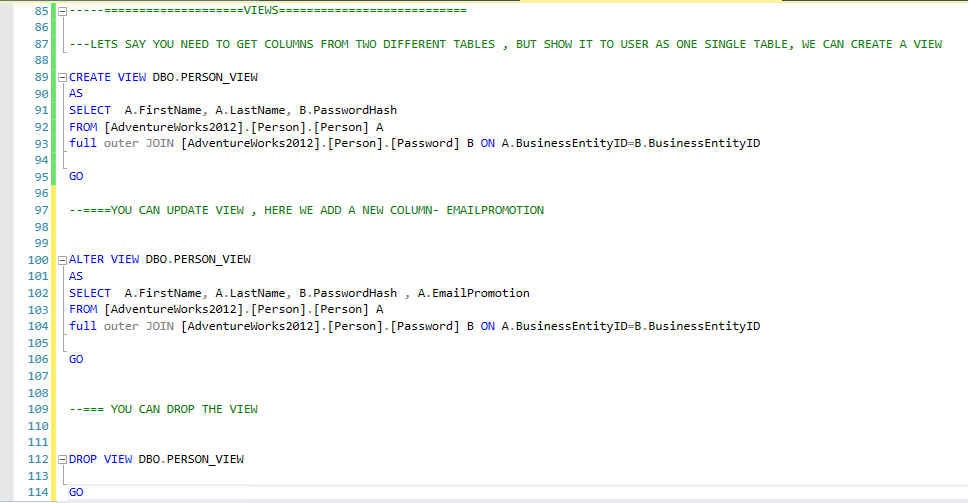 85 -----====================VIEWS===========================
86
87 ---LETS SAY YOU NEED TO GET COLUMNS FROM TWO DIFFERENT TABLES , BUT SHOW IT TO USER AS ONE SINGLE TABLE, WE CAN CREATE A VIEW
88
89 CREATE VIEW DBO.PERSON_VIEW
90 AS
91 SELECT  A.FirstName, A.LastName, B.PasswordHash
92 FROM [AdventureWorks2012].[Person].[Person] A
93 full outer JOIN [AdventureWorks2012].[Person].[Password] B ON A.BusinessEntityID=B.BusinessEntityID
94
95 GO
96
97 --====YOU CAN UPDATE VIEW , HERE WE ADD A NEW COLUMN- EMAILPROMOTION
98
99
100 ALTER VIEW DBO.PERSON_VIEW
101 AS
102 SELECT  A.FirstName, A.LastName, B.PasswordHash , A.EmailPromotion
103 FROM [AdventureWorks2012].[Person].[Person] A
104 full outer JOIN [AdventureWorks2012].[Person].[Password] B ON A.BusinessEntityID=B.BusinessEntityID
105
106 GO
107
108
109 --=== YOU CAN DROP THE VIEW
110
111
112 DROP VIEW DBO.PERSON_VIEW
113
114 GO